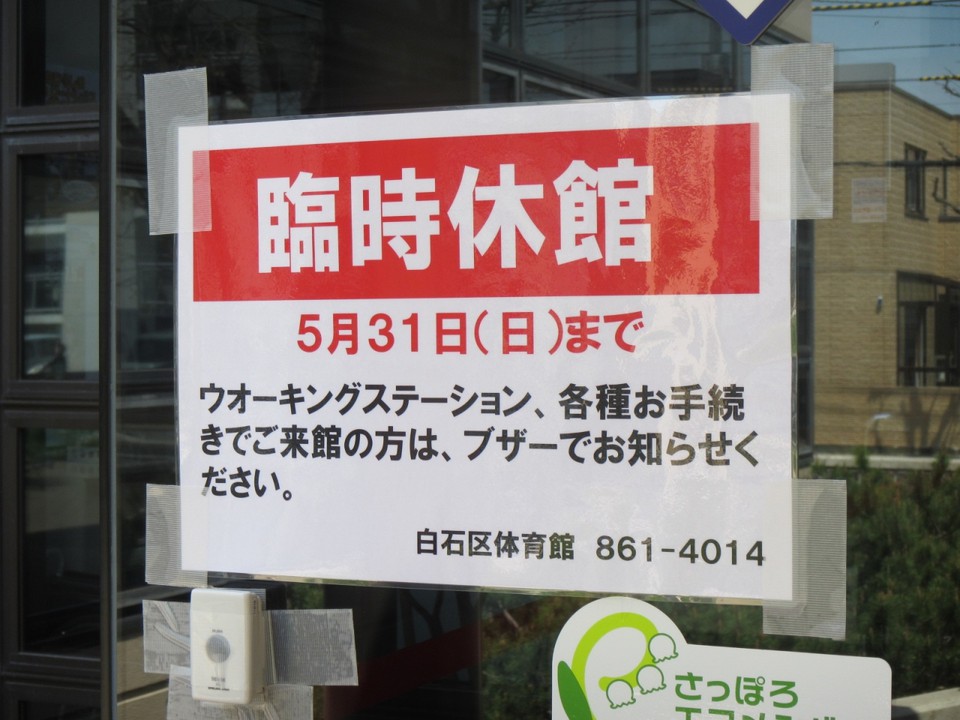 臨時休館
5月31日(日)まで
ウオーキングステーション、各種お手続
きでご来館の方は、ブザーでお知らせく
ださい。
白石区体育館 861-4014
さっぽろ